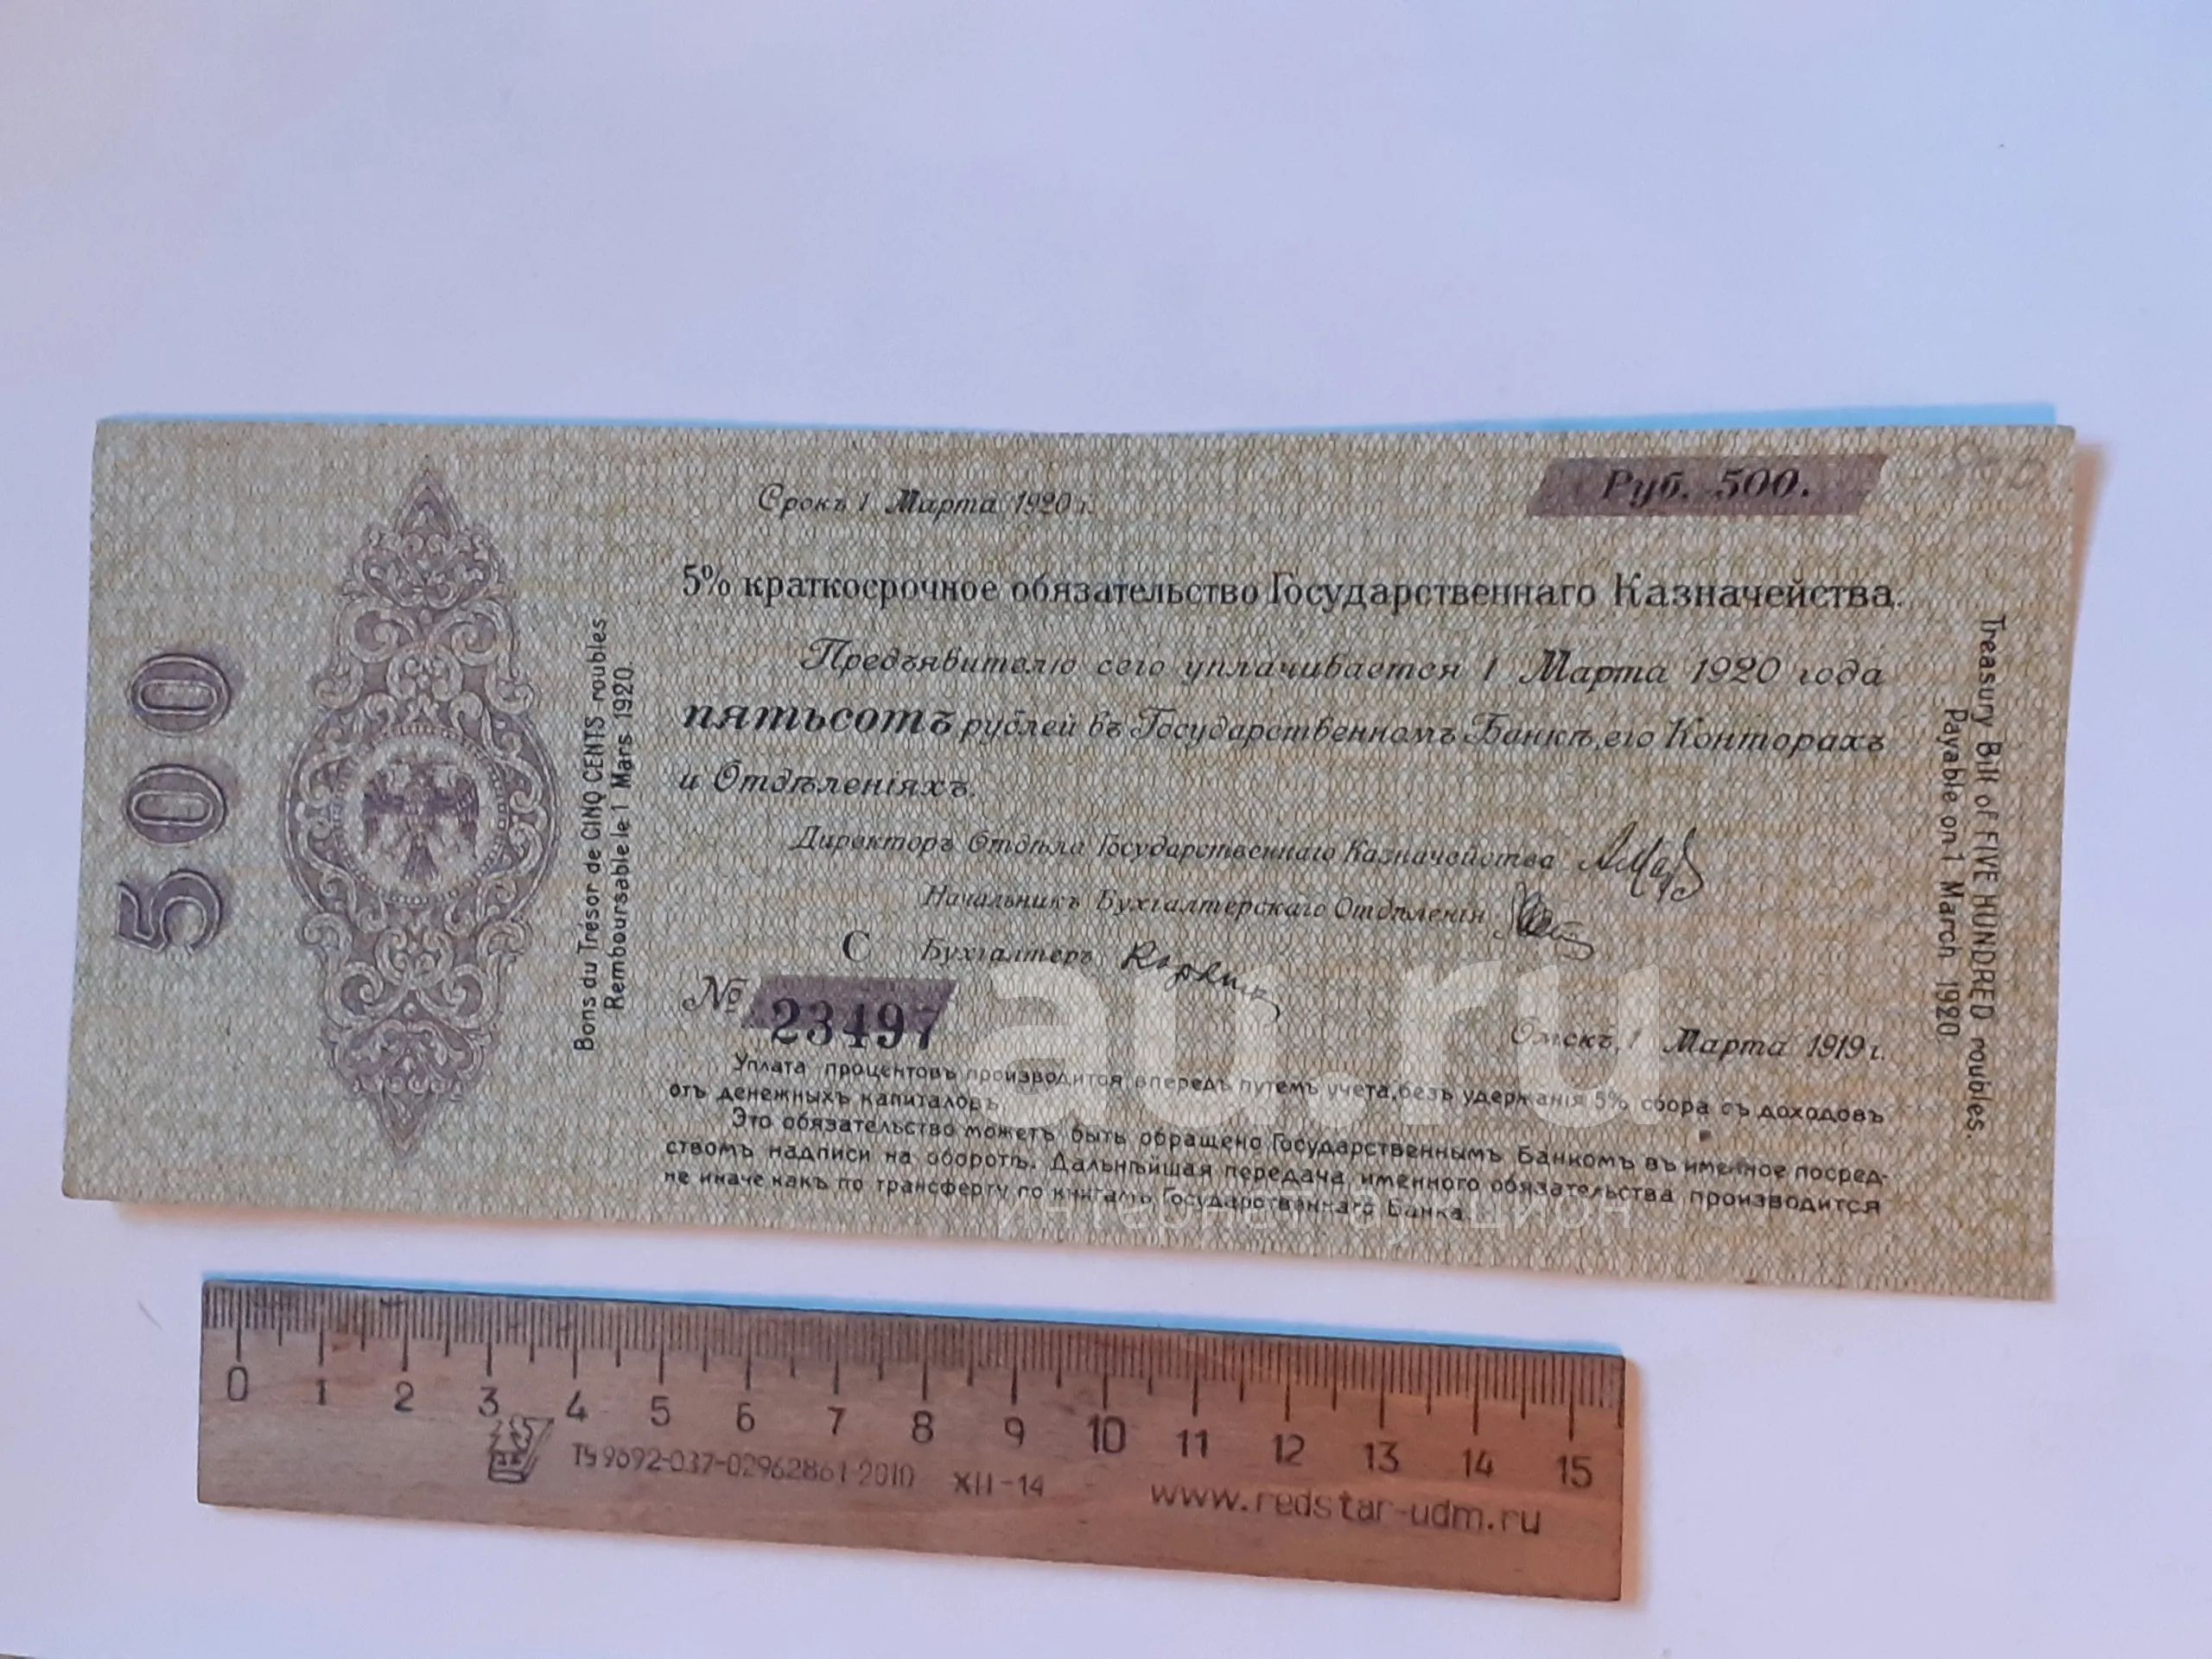 500
Bons du Trésor de CINQ CENTS roubles
Remboursable le 1 Mars 1920.
Срокъ 1 Марта 1920 г.
Руб. 500.
5% краткосрочное обязательство Государственнаго Казначейства.
Предъявителю сего уплачивается 1 Марта 1920 года
пятьсотъ рублей въ Государственномъ Банкѣ, его Конторахъ
и Отдѣленіяхъ.
Директоръ Отдѣла Государственнаго Казначейства
Начальникъ Бухгалтерскаго Отдѣленія
С Бухгалтеръ
№ 23497
Омскъ, 1 Марта 1919 г.
Уплата процентовъ производится впередъ путемъ учета, безъ удержанія 5% сбора съ доходовъ
отъ денежныхъ капиталовъ.
Это обязательство можетъ быть обращено Государственнымъ Банкомъ въ именное посред-
ствомъ надписи на оборотѣ. Дальнѣйшая передача именного обязательства производится
не иначе какъ по трансферту по книгамъ Государственнаго Банка.
Treasury Bill of FIVE HUNDRED roubles.
Payable on 1 March 1920
au.ru
интернет аукцион
0 1 2 3 4 5 6 7 8 9 10 11 12 13 14 15
ТУ 9692-037-02962861-2010 XII-14
www.redstar-udm.ru